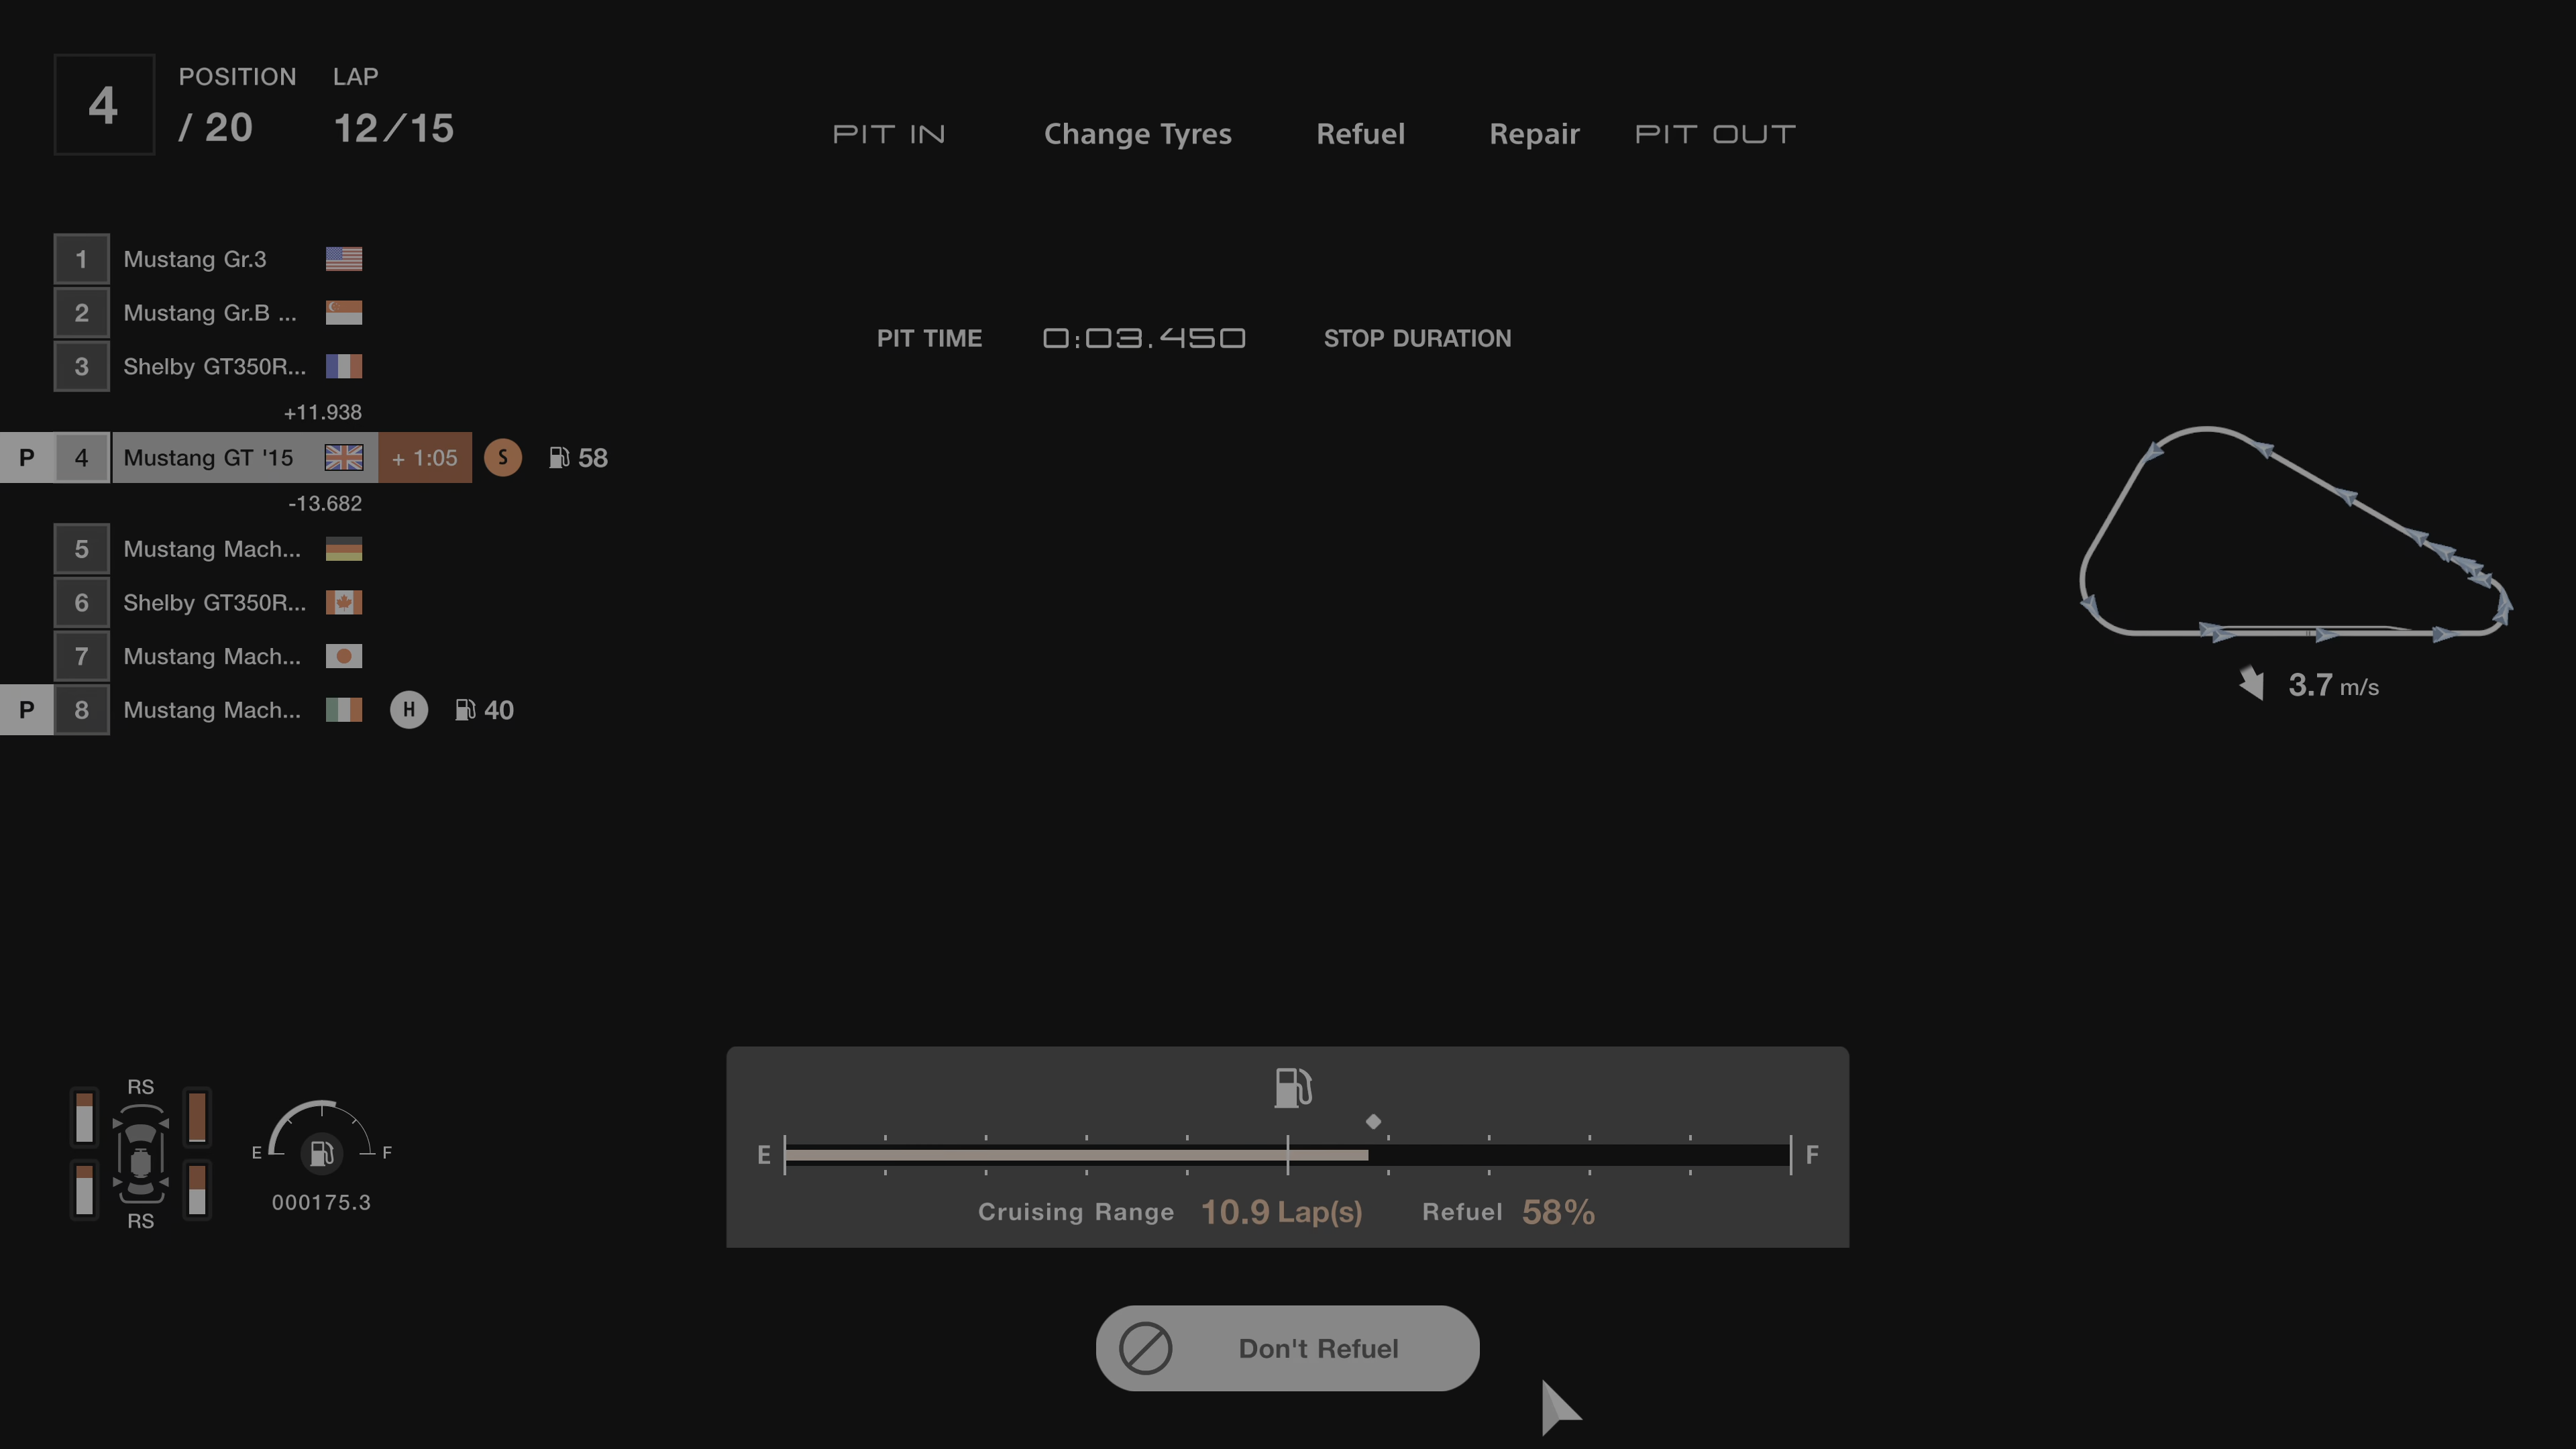 4
POSITION
/ 20
LAP
12/15
PIT IN
Change Tyres
Refuel
Repair
PIT OUT
PIT TIME 0:03.450
STOP DURATION
1 Mustang Gr.3
2 Mustang Gr.B ...
3 Shelby GT350R...
+11.938
P 4 Mustang GT '15 + 1:05 S 58
-13.682
5 Mustang Mach...
6 Shelby GT350R...
7 Mustang Mach...
P 8 Mustang Mach... H 40
3.7 m/s
RS
RS
E F
000175.3
E F
Cruising Range 10.9 Lap(s) Refuel 58%
Don't Refuel